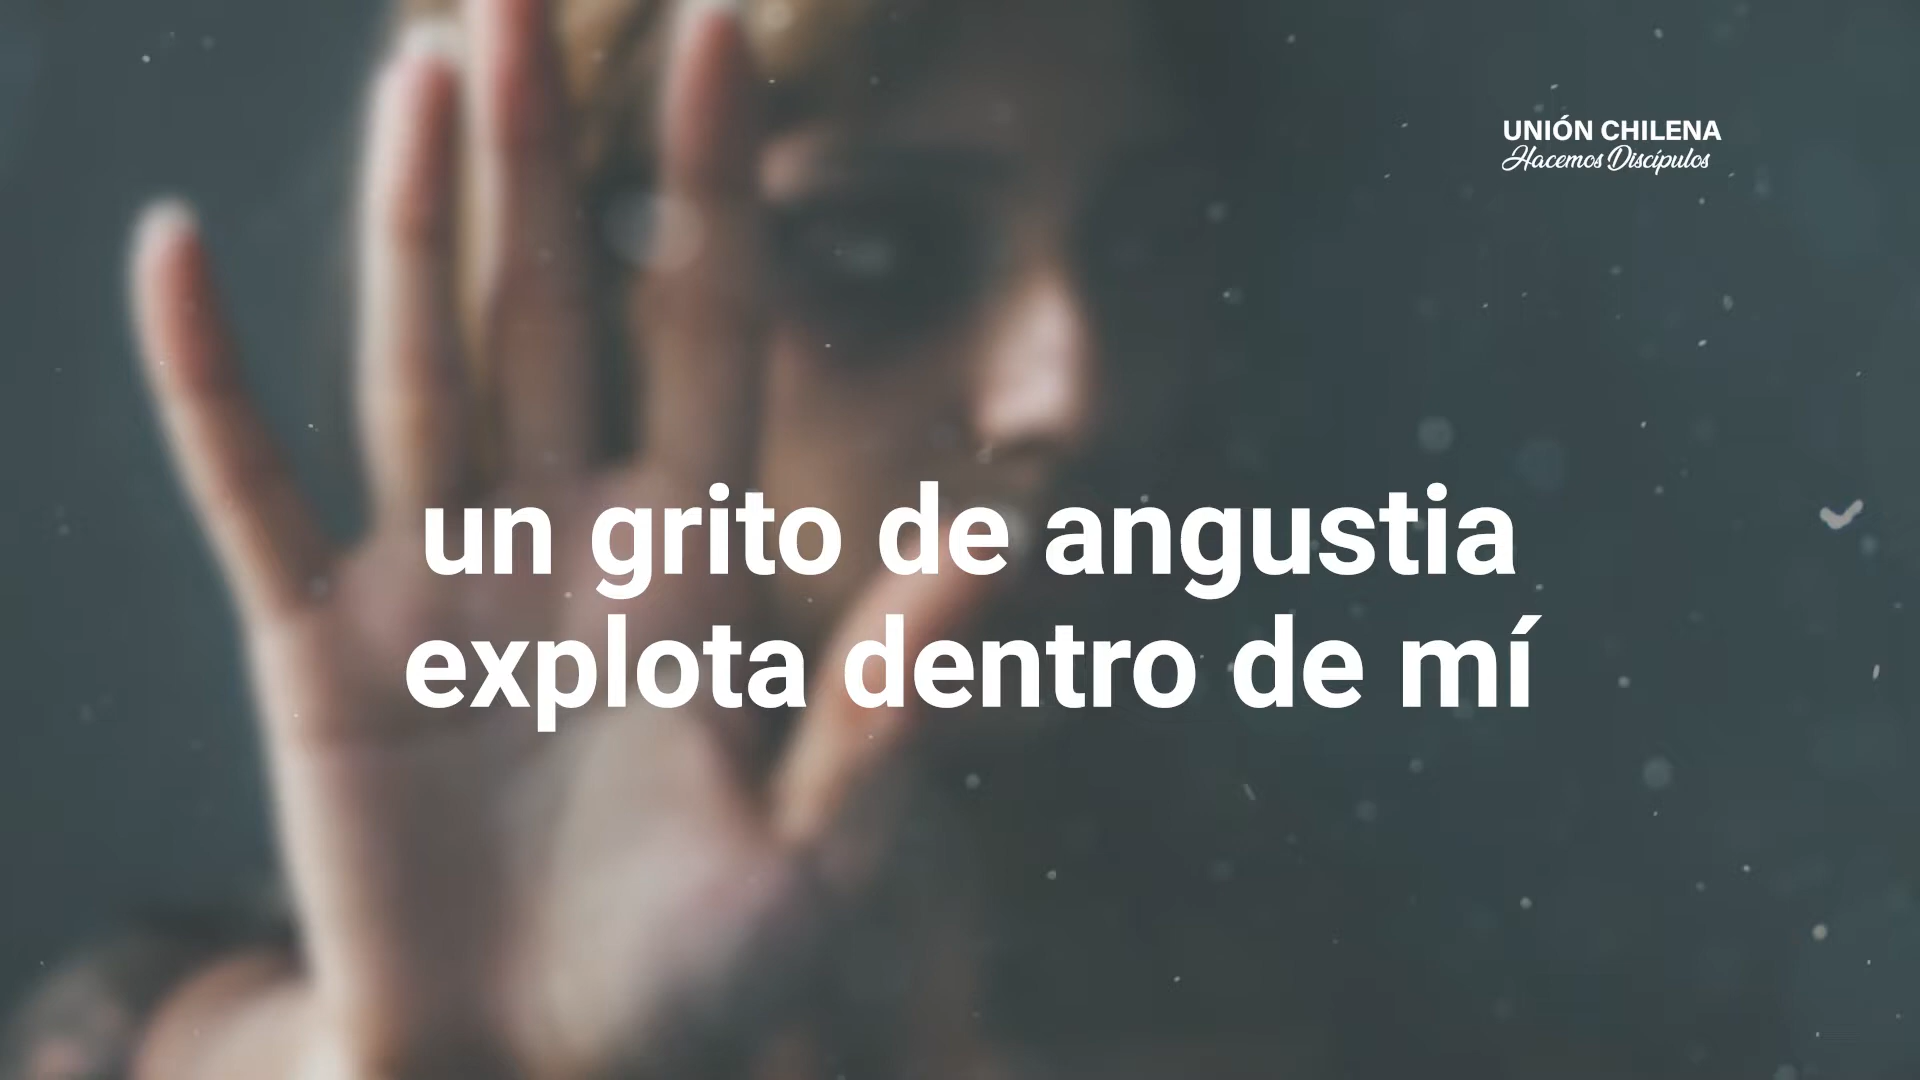 UNIÓN CHILENA
Hacemos Discípulos
un grito de angustia
explota dentro de mí